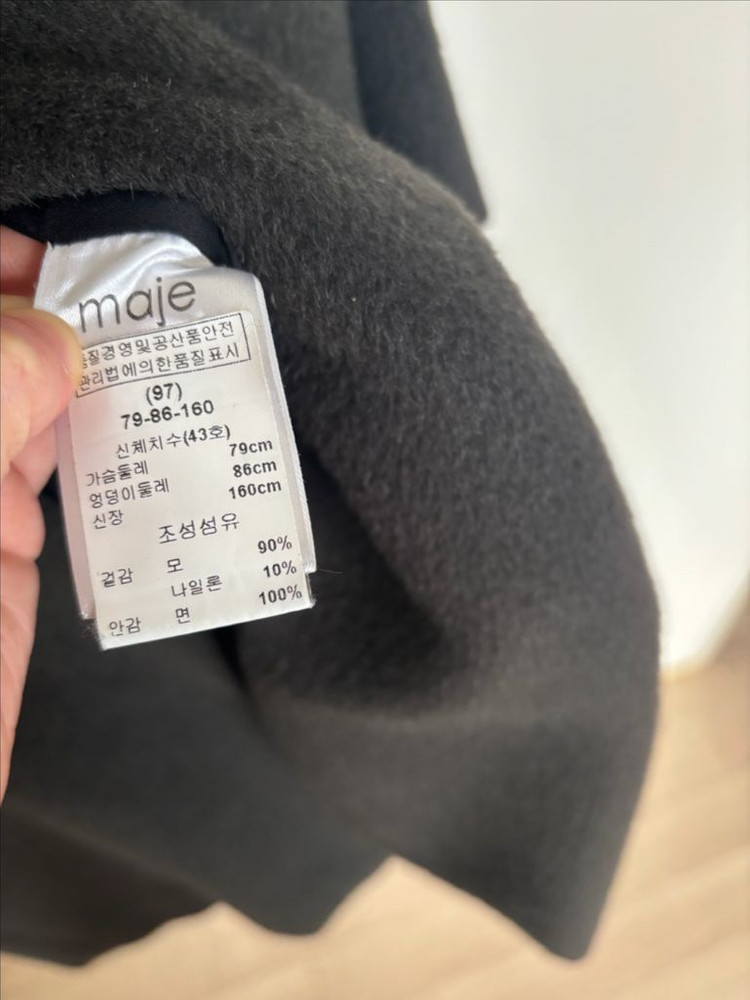 maje
품질경영및공산품안전
관리법에의한품질표시
(97)
79-86-160
신체치수(43호)
가슴둘레 79cm
엉덩이둘레 86cm
신장 160cm
조성섬유
겉감 모 90%
나일론 10%
안감 면 100%